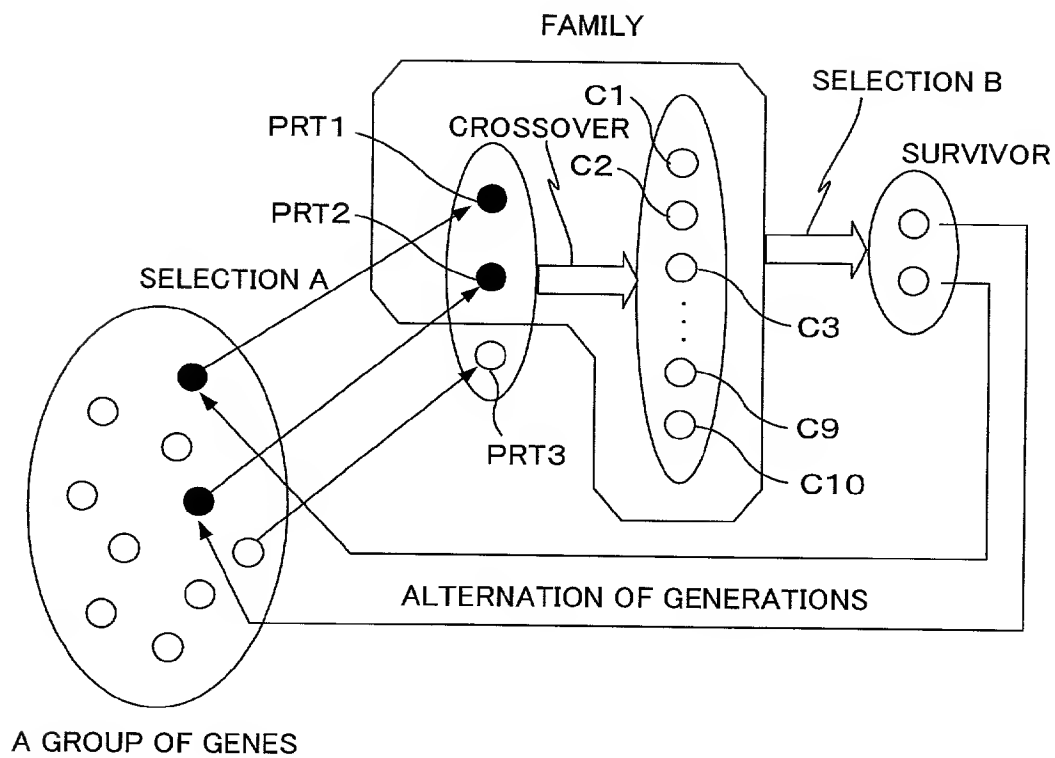 FAMILY
SELECTION B
C1
PRT1
CROSSOVER
C2
SURVIVOR
PRT2
SELECTION A
C3
C9
PRT3
C10
ALTERNATION OF GENERATIONS
A GROUP OF GENES